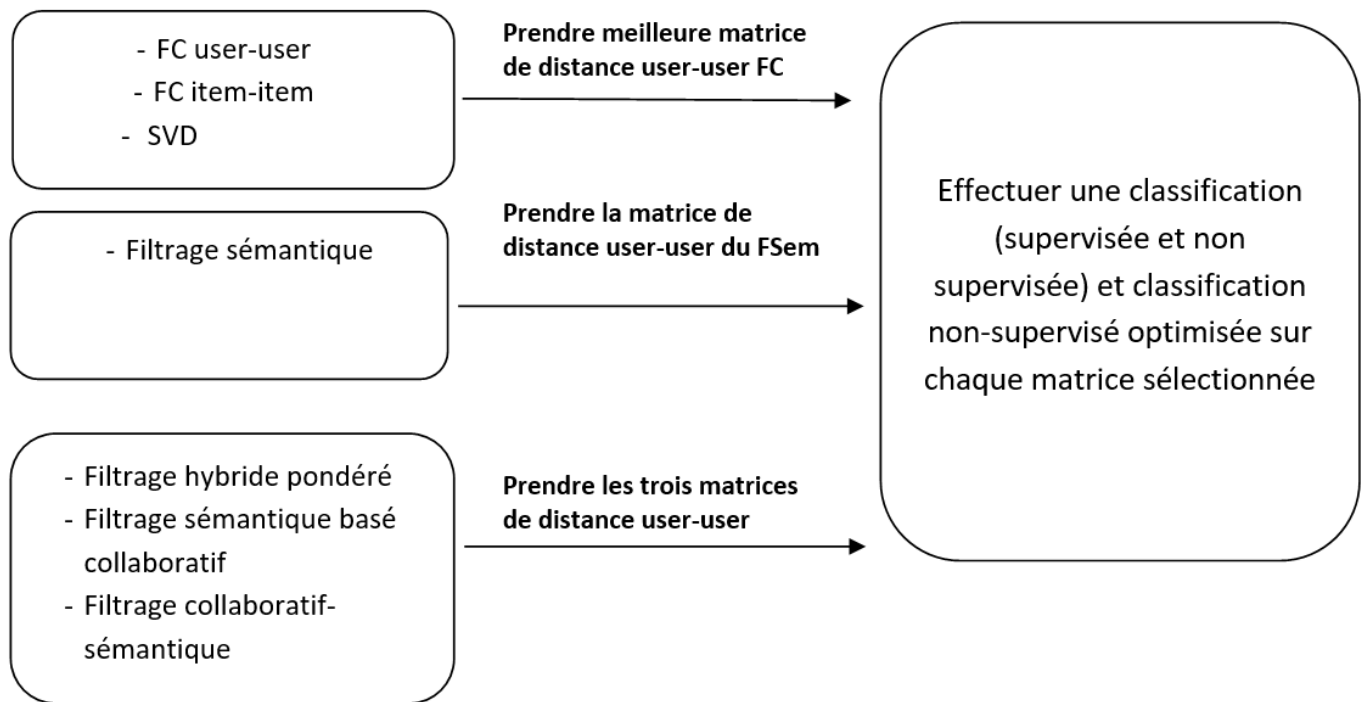 - FC user-user
- FC item-item
- SVD
Prendre meilleure matrice
de distance user-user FC
- Filtrage sémantique
Prendre la matrice de
distance user-user du FSem
- Filtrage hybride pondéré
- Filtrage sémantique basé
collaboratif
- Filtrage collaboratif-
sémantique
Prendre les trois matrices
de distance user-user
Effectuer une classification
(supervisée et non
supervisée) et classification
non-supervisé optimisée sur
chaque matrice sélectionnée